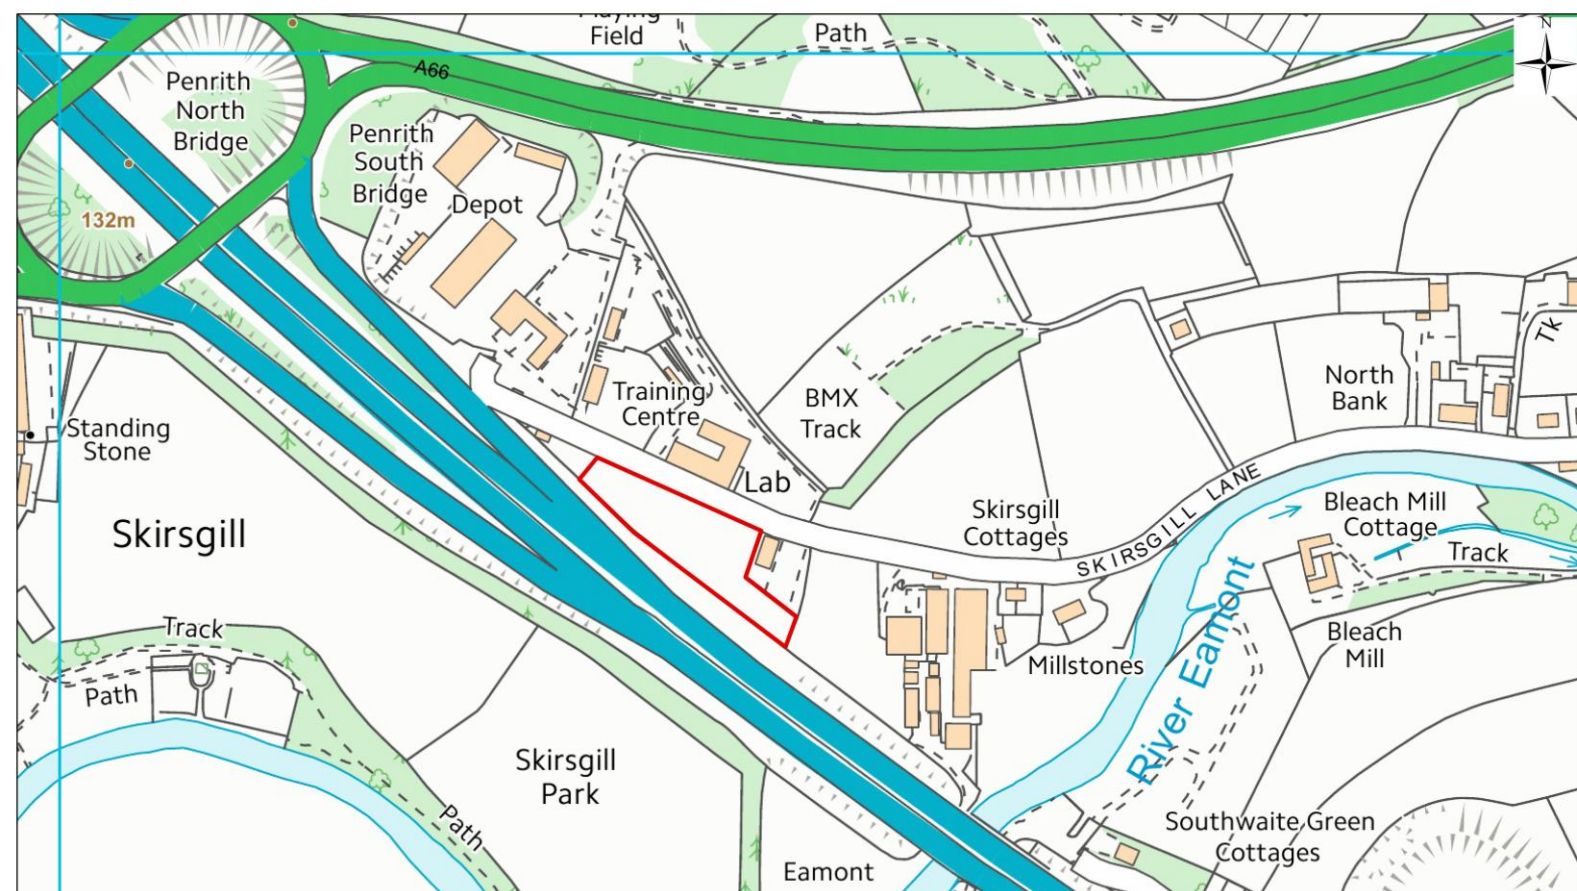 Playing
Field
Path
N
A66
Penrith
North
Bridge
Penrith
South
Bridge
Depot
132m
Training
Centre
BMX
Track
North
Bank
Tk
Standing
Stone
Lab
Skirsgill
Skirsgill
Cottages
SKIRSGILL LANE
Bleach Mill
Cottage
Track
River Eamont
Bleach
Mill
Millstones
Track
Path
Skirsgill
Park
Path
Southwaite Green
Cottages
Eamont